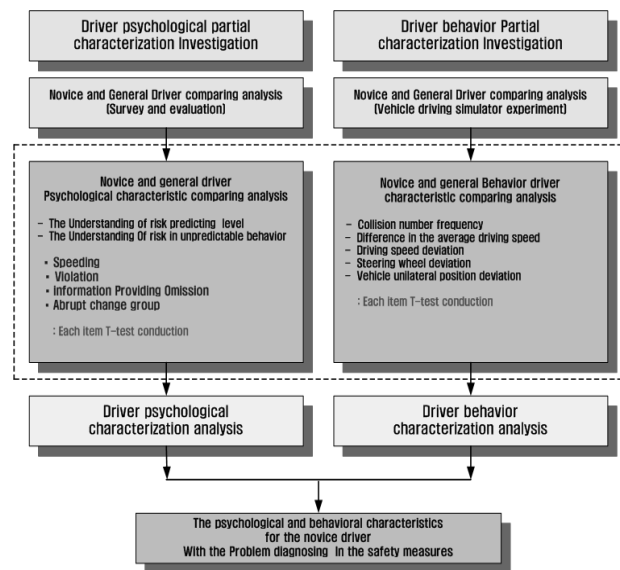 Driver psychological partial
characterization Investigation
Driver behavior Partial
characterization Investigation
Novice and General Driver comparing analysis
(Survey and evaluation)
Novice and General Driver comparing analysis
(Vehicle driving simulator experiment)
Novice and general driver
Psychological characteristic comparing analysis
– The Understanding of risk predicting level
– The Understanding Of risk in unpredictable behavior
▪ Speeding
▪ Violation
▪ Information Providing Omission
▪ Abrupt change group
: Each item T-test conduction
Novice and general Behavior driver
characteristic comparing analysis
– Collision number frequency
– Difference in the average driving speed
– Driving speed deviation
– Steering wheel deviation
– Vehicle unilateral position deviation
: Each item T-test conduction
Driver psychological
characterization analysis
Driver behavior
characterization analysis
The psychological and behavioral characteristics
for the novice driver
With the Problem diagnosing In the safety measures